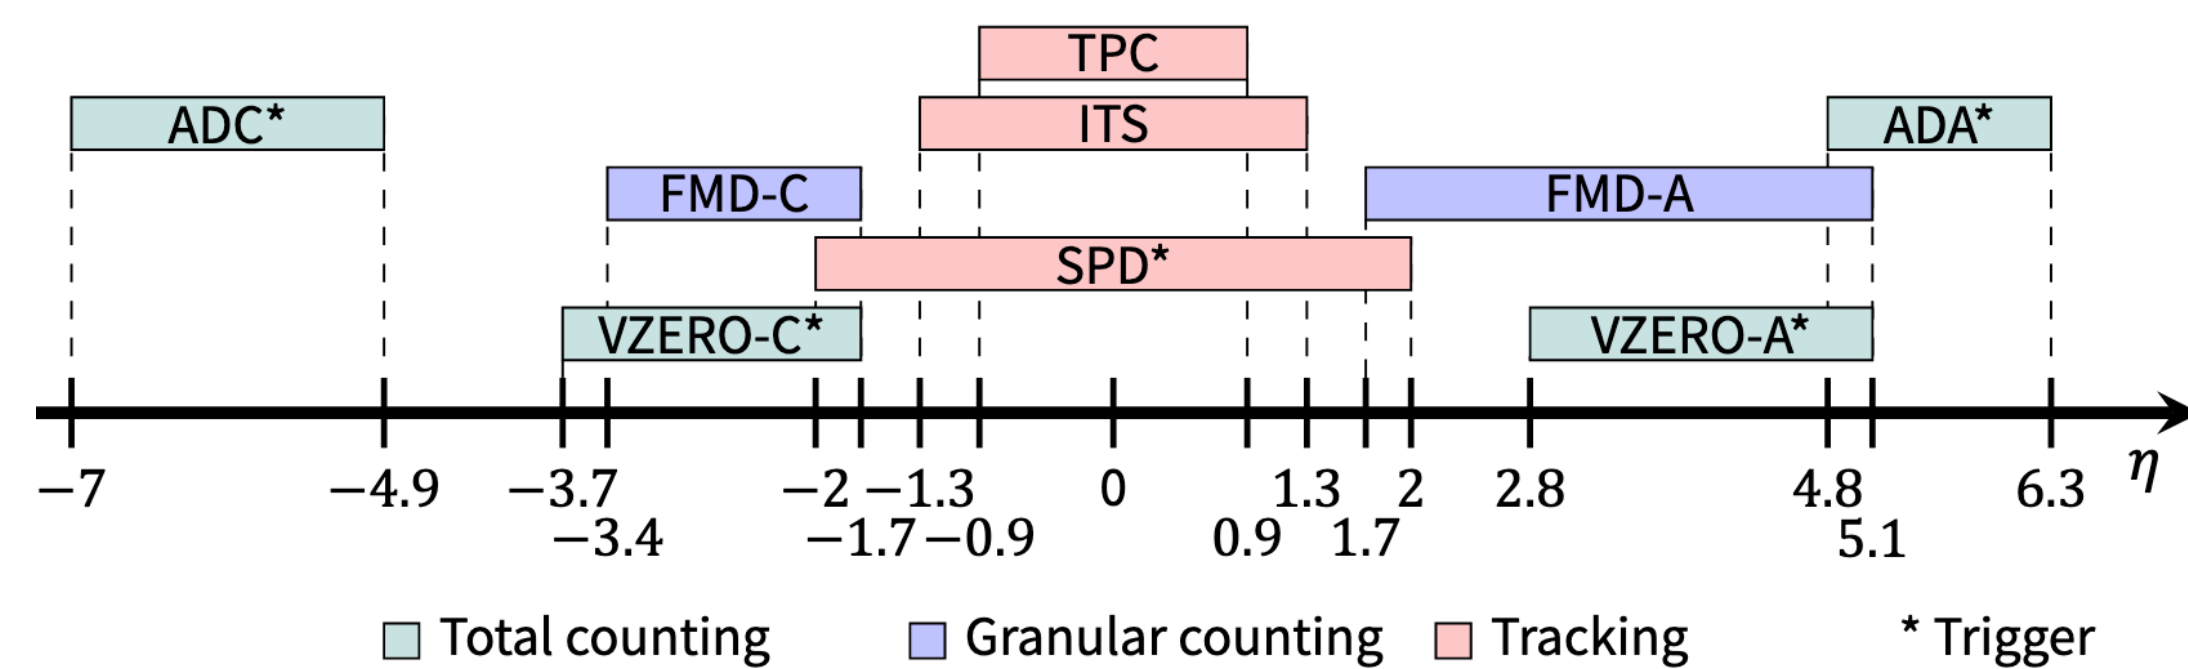 TPC
ADC* ITS ADA*
FMD-C FMD-A
SPD*
VZERO-C* VZERO-A*
−7 −4.9 −3.7 −2 −1.3 0 1.3 2 2.8 4.8 6.3 η
−3.4 −1.7 −0.9 0.9 1.7 5.1
Total counting Granular counting Tracking * Trigger